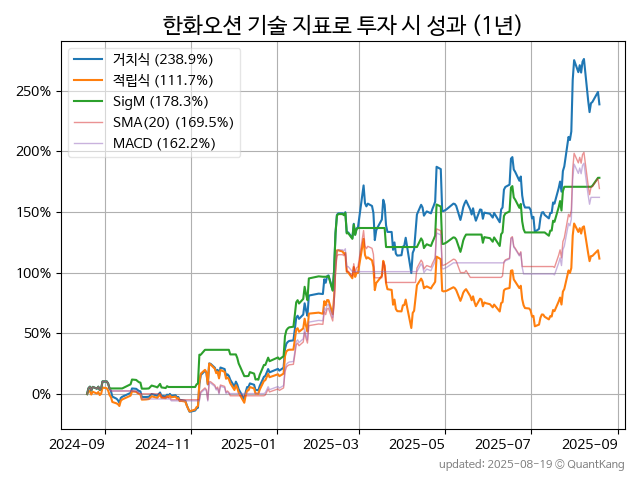 한화오션 기술 지표로 투자 시 성과 (1년)
거치식 (238.9%)
적립식 (111.7%)
SigM (178.3%)
SMA(20) (169.5%)
MACD (162.2%)
250%
200%
150%
100%
50%
0%
2024-09 2024-11 2025-01 2025-03 2025-05 2025-07 2025-09
updated: 2025-08-19 © QuantKang